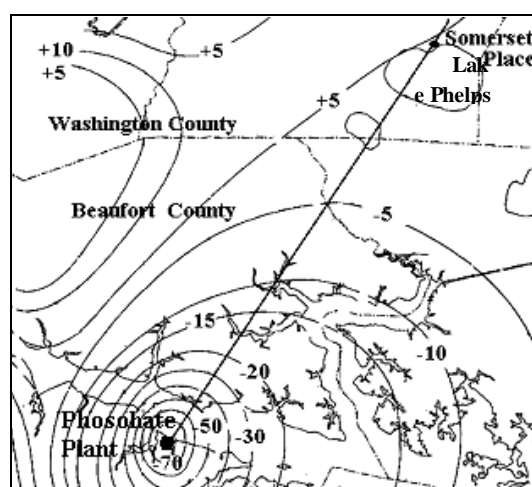 +10
+5
+5
Somerset
Place
Lak
e Phelps
+5
Washington County
Beaufort County
-5
-15
-10
-20
Phosohate
Plant
-50
-30
-70